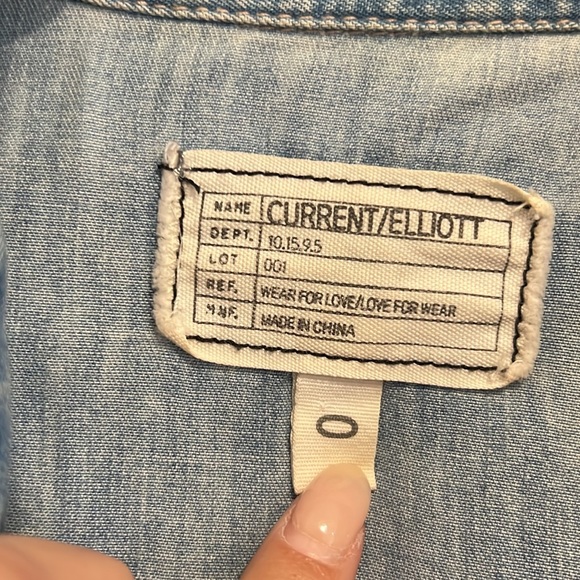 NAME CURRENT/ELLIOTT
DEPT. 10.15.9.5
LOT 001
REF. WEAR FOR LOVE/LOVE FOR WEAR
MNF. MADE IN CHINA
0